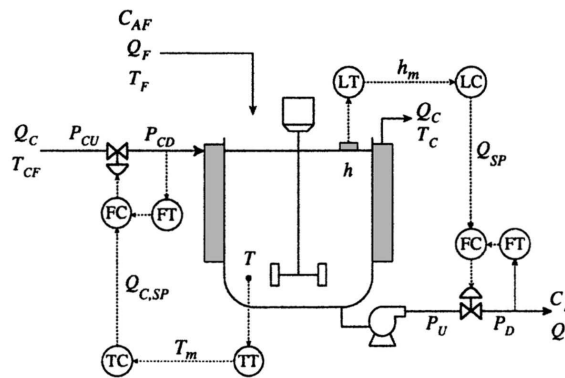 C_AF
Q_F
T_F
LT
h_m
LC
Q_C
T_C
Q_C
P_CU
P_CD
T_CF
h
Q_SP
FC
FT
FC
FT
T
Q_C,SP
C
P_U
P_D
Q
TC
T_m
TT